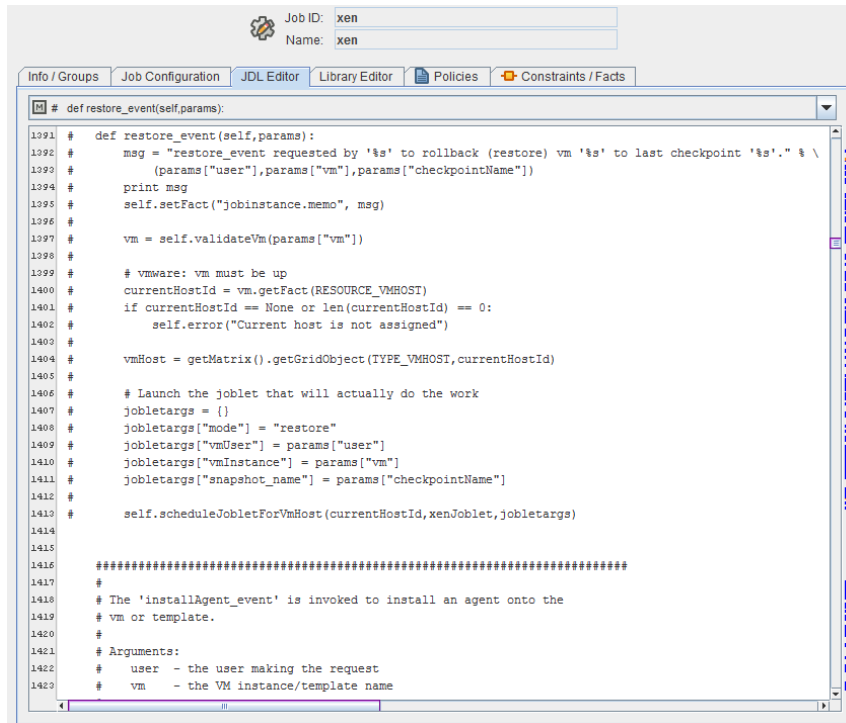 Job ID: xen
Name: xen
Info / Groups Job Configuration JDL Editor Library Editor Policies Constraints / Facts
M # def restore_event(self,params):
1391 # def restore_event(self,params):
1392 # msg = "restore_event requested by '%s' to rollback (restore) vm '%s' to last checkpoint '%s'." % \
1393 # (params["user"],params["vm"],params["checkpointName"])
1394 # print msg
1395 # self.setFact("jobinstance.memo", msg)
1396 #
1397 # vm = self.validateVm(params["vm"])
1398 #
1399 # # vmware: vm must be up
1400 # currentHostId = vm.getFact(RESOURCE_VMHOST)
1401 # if currentHostId == None or len(currentHostId) == 0:
1402 # self.error("Current host is not assigned")
1403 #
1404 # vmHost = getMatrix().getGridObject(TYPE_VMHOST,currentHostId)
1405 #
1406 # # Launch the joblet that will actually do the work
1407 # jobletargs = {}
1408 # jobletargs["mode"] = "restore"
1409 # jobletargs["vmUser"] = params["user"]
1410 # jobletargs["vmInstance"] = params["vm"]
1411 # jobletargs["snapshot_name"] = params["checkpointName"]
1412 #
1413 # self.scheduleJobletForVmHost(currentHostId,xenJoblet,jobletargs)
1414
1415
1416 ###########################################################################
1417 #
1418 # The 'installAgent_event' is invoked to install an agent onto the
1419 # vm or template.
1420 #
1421 # Arguments:
1422 # user - the user making the request
1423 # vm - the VM instance/template name